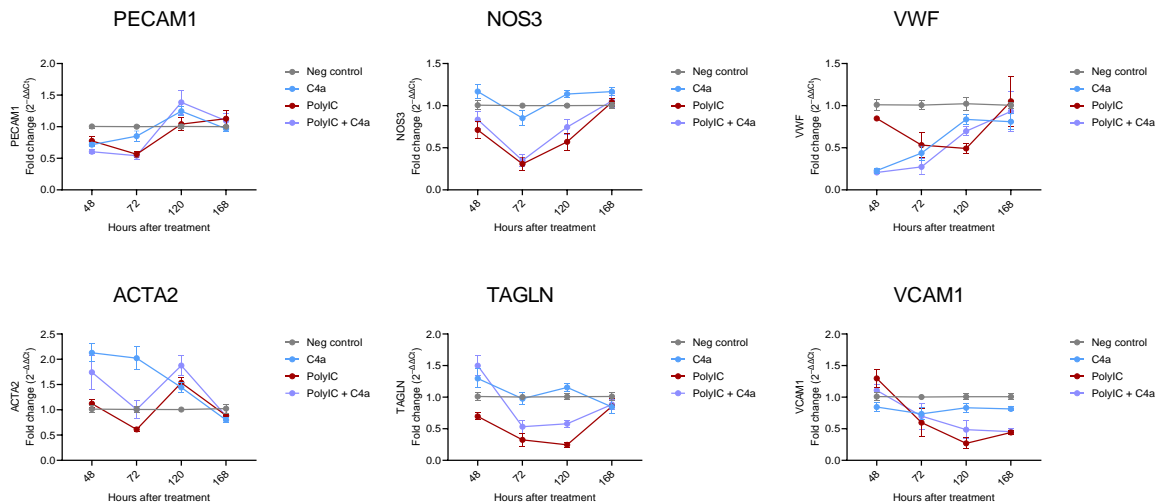 PECAM1
PECAM1
Fold change (2−ΔΔCt)
2.0
1.5
1.0
0.5
0.0
48
72
120
168
Hours after treatment
Neg control
C4a
PolyIC
PolyIC + C4a
NOS3
NOS3
Fold change (2−ΔΔCt)
1.5
1.0
0.5
0.0
48
72
120
168
Hours after treatment
Neg control
C4a
PolyIC
PolyIC + C4a
VWF
VWF
Fold change (2−ΔΔCt)
1.5
1.0
0.5
0.0
48
72
120
168
Hours after treatment
Neg control
C4a
PolyIC
PolyIC + C4a
ACTA2
ACTA2
Fold change (2−ΔΔCt)
2.5
2.0
1.5
1.0
0.5
0.0
48
72
120
168
Hours after treatment
Neg control
C4a
PolyIC
PolyIC + C4a
TAGLN
TAGLN
Fold change (2−ΔΔCt)
2.0
1.5
1.0
0.5
0.0
48
72
120
168
Hours after treatment
Neg control
C4a
PolyIC
PolyIC + C4a
VCAM1
VCAM1
Fold change (2−ΔΔCt)
2.0
1.5
1.0
0.5
0.0
48
72
120
168
Hours after treatment
Neg control
C4a
PolyIC
PolyIC + C4a